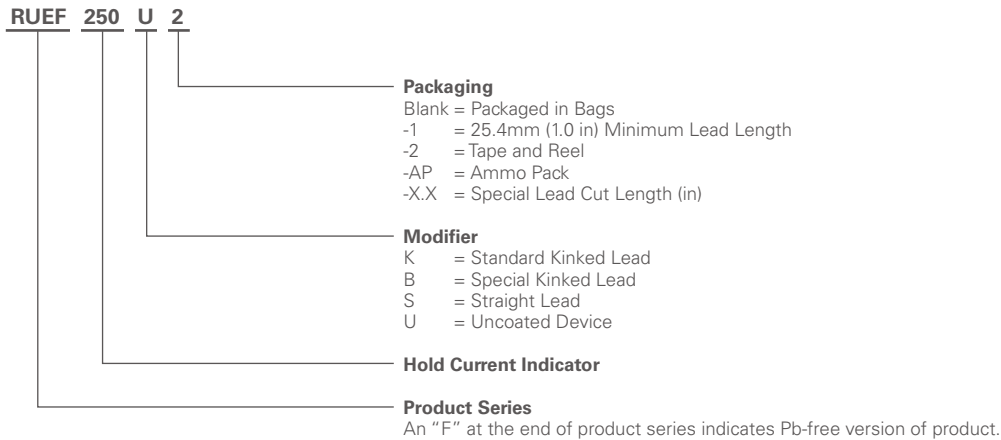 RUEF 250 U 2
Packaging
Blank = Packaged in Bags
-1 = 25.4mm (1.0 in) Minimum Lead Length
-2 = Tape and Reel
-AP = Ammo Pack
-X.X = Special Lead Cut Length (in)
Modifier
K = Standard Kinked Lead
B = Special Kinked Lead
S = Straight Lead
U = Uncoated Device
Hold Current Indicator
Product Series
An “F” at the end of product series indicates Pb-free version of product.